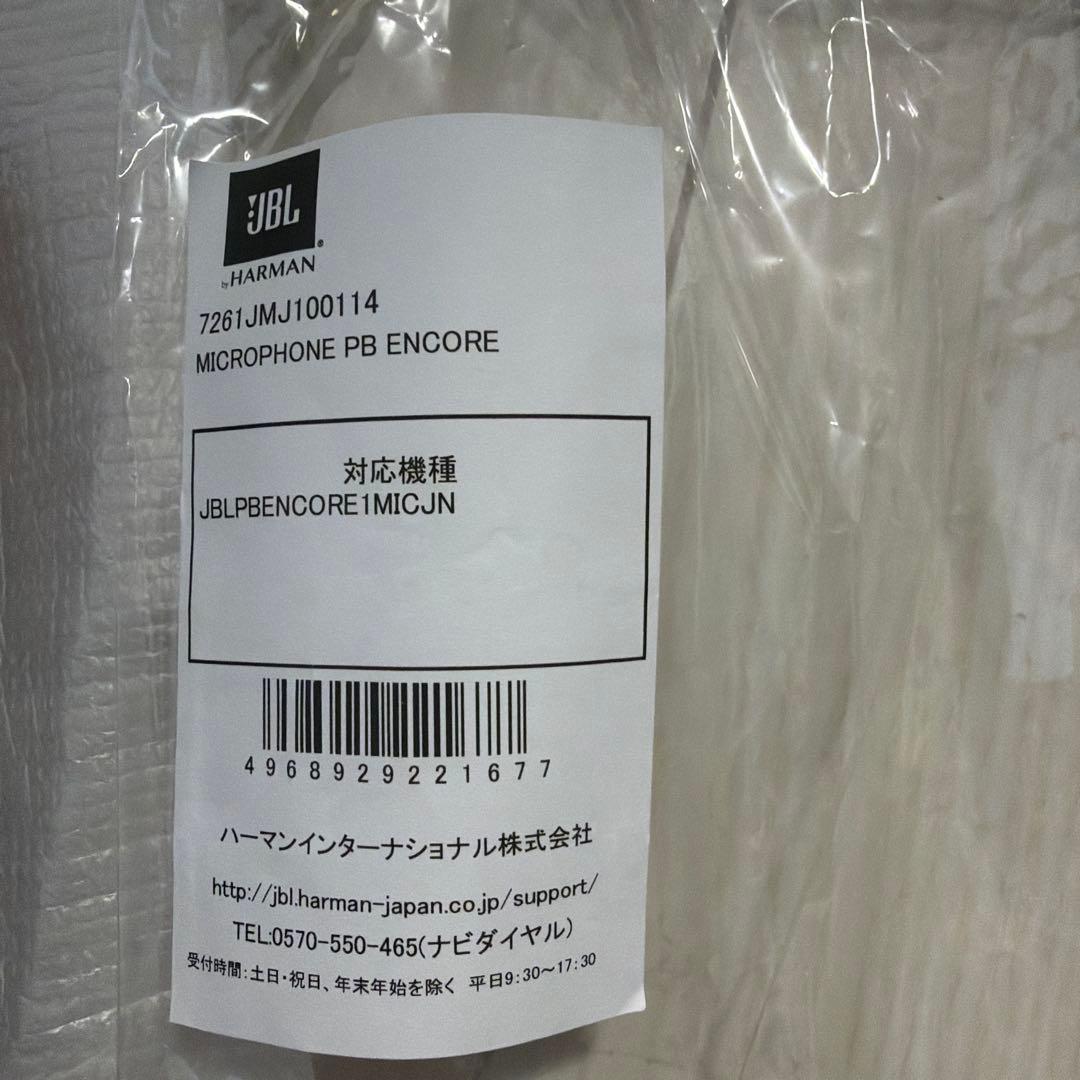 JBL
by HARMAN®
7261JMJ100114
MICROPHONE PB ENCORE
対応機種
JBLPBENCORE1MICJN
4968929221677
ハーマンインターナショナル株式会社
http://jbl.harman-japan.co.jp/support/
TEL:0570-550-465(ナビダイヤル)
受付時間:土日・祝日、年末年始を除く 平日9:30～17:30